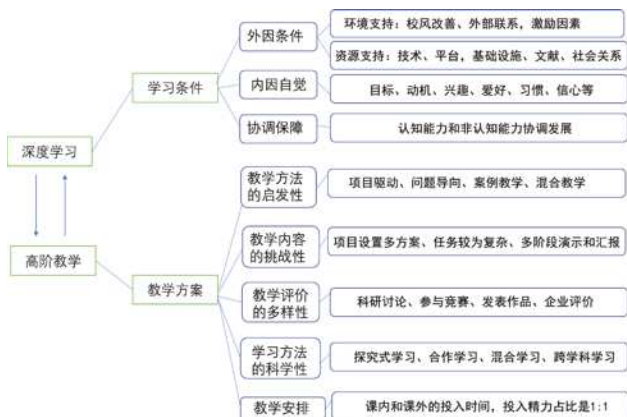 外因条件
环境支持：校风改善、外部联系，激励因素
资源支持：技术、平台，基础设施、文献、社会关系
学习条件
内因自觉
目标、动机、兴趣、爱好、习惯、信心等
协调保障
认知能力和非认知能力协调发展
深度学习
高阶教学
教学方案
教学方法
的启发性
项目驱动、问题导向、案例教学、混合教学
教学内容
的挑战性
项目设置多方案、任务较为复杂、多阶段演示和汇报
教学评价
的多样性
科研讨论、参与竞赛、发表作品、企业评价
学习方法
的科学性
探究式学习、合作学习、混合学习、跨学科学习
教学安排
课内和课外的投入时间，投入精力占比是1:1